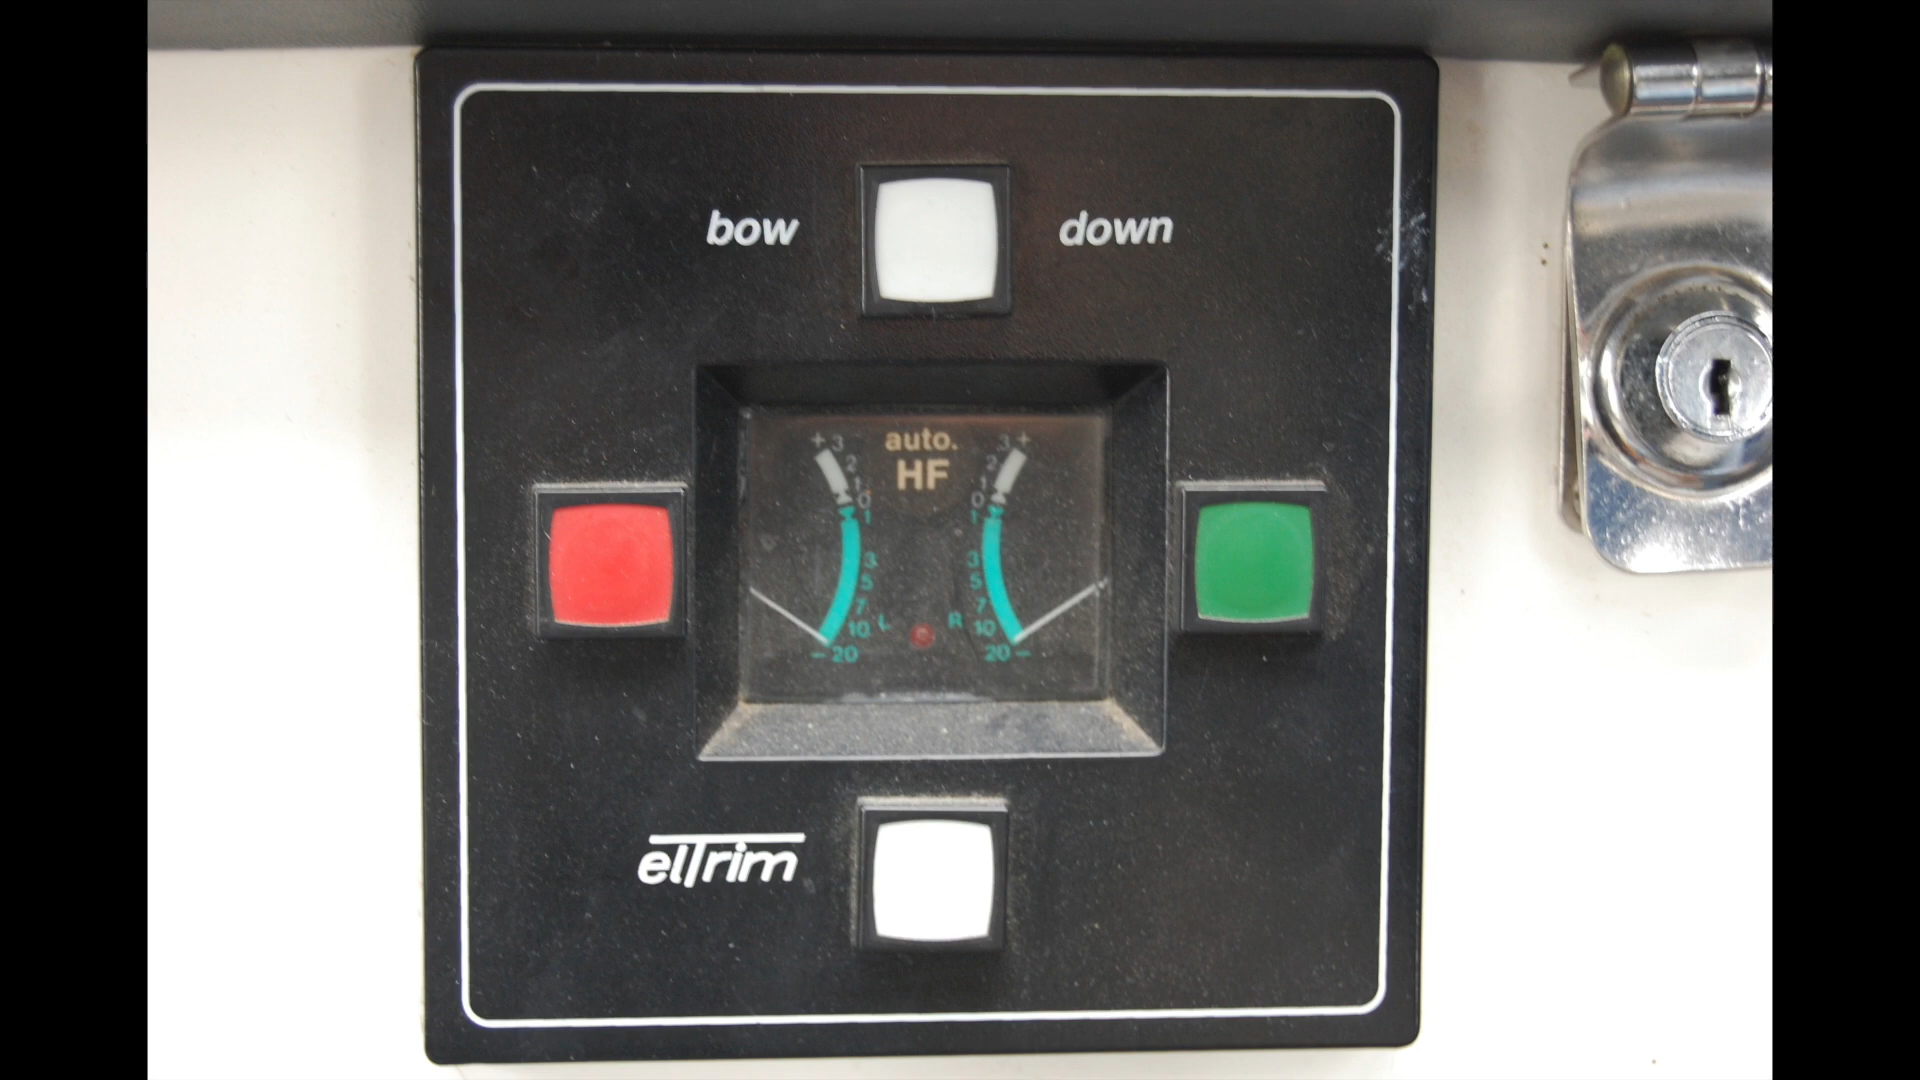 bow down
+ 3 auto. 3 +
2 HF 2
1 1
0 0
1 1
3 3
5 5
7 7
10 L R 10
- 20 20 -
elTrim